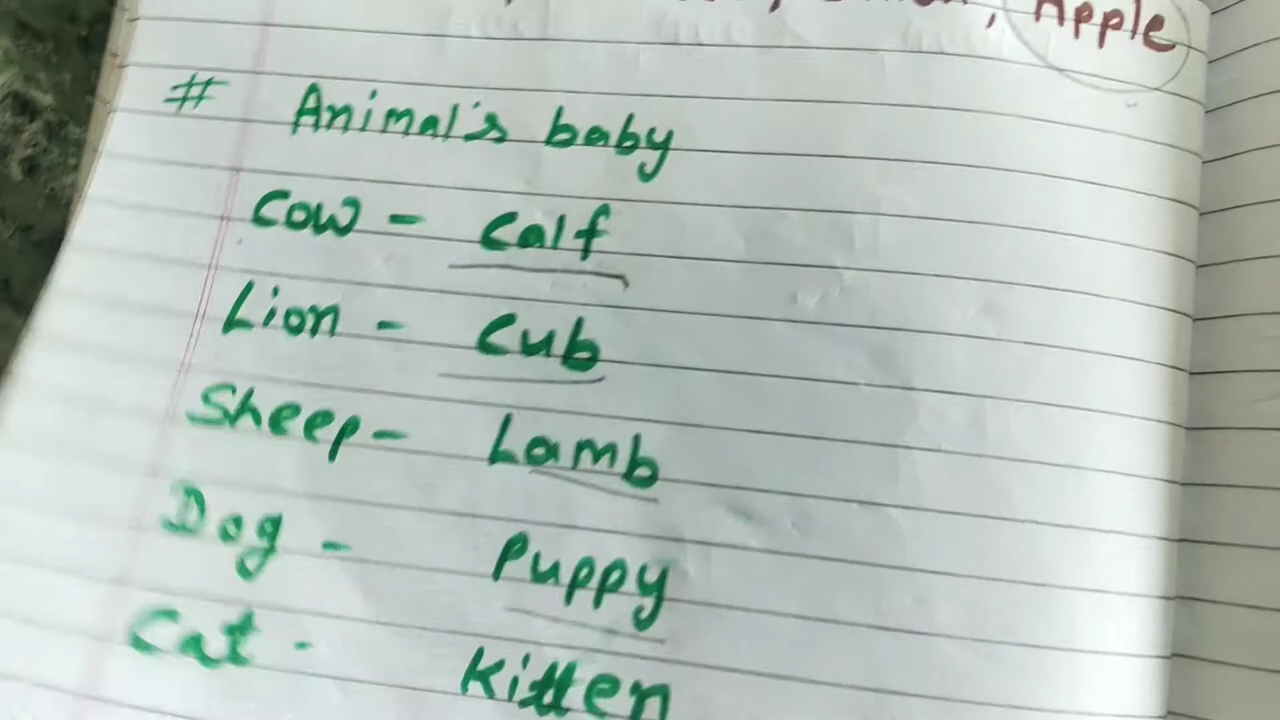 Apple
# Animal's baby
Cow - Calf
Lion - Cub
Sheep - Lamb
Dog - Puppy
Cat - Kitten